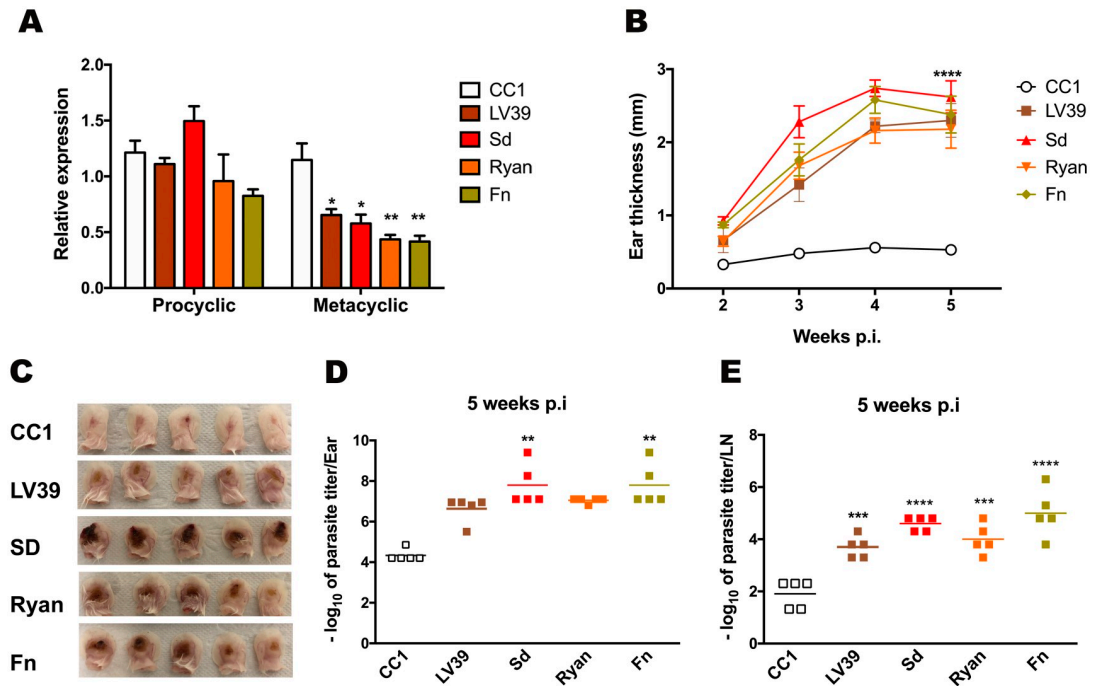 A
Relative expression
2.0
1.5
1.0
0.5
0.0
* * ** **
Procyclic Metacyclic
CC1
LV39
Sd
Ryan
Fn
B
Ear thickness (mm)
3
2
1
0
****
2 3 4 5
Weeks p.i.
CC1
LV39
Sd
Ryan
Fn
C
CC1
LV39
SD
Ryan
Fn
D
5 weeks p.i
- log10 of parasite titer/Ear
10
8
6
4
2
0
** **
CC1 LV39 Sd Ryan Fn
E
5 weeks p.i
- log10 of parasite titer/LN
8
6
4
2
0
*** **** *** ****
CC1 LV39 Sd Ryan Fn